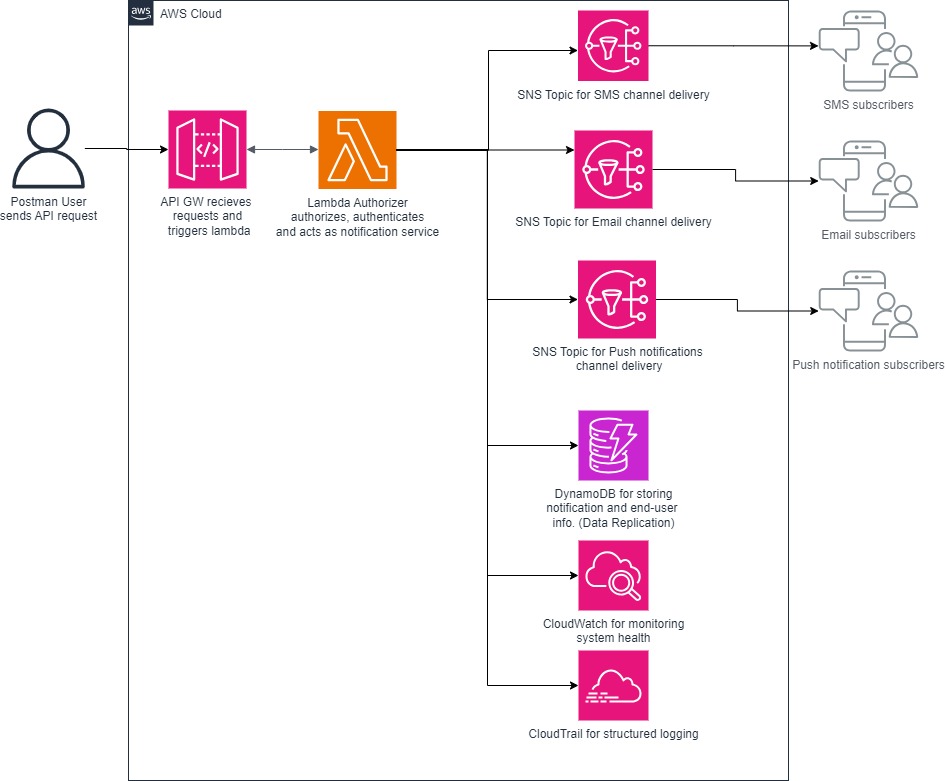 aws
AWS Cloud
SNS Topic for SMS channel delivery
SMS subscribers
Postman User
sends API request
API GW recieves
requests and
triggers lambda
Lambda Authorizer
authorizes, authenticates
and acts as notification service
SNS Topic for Email channel delivery
Email subscribers
SNS Topic for Push notifications
channel delivery
Push notification subscribers
DynamoDB for storing
notification and end-user
info. (Data Replication)
CloudWatch for monitoring
system health
CloudTrail for structured logging